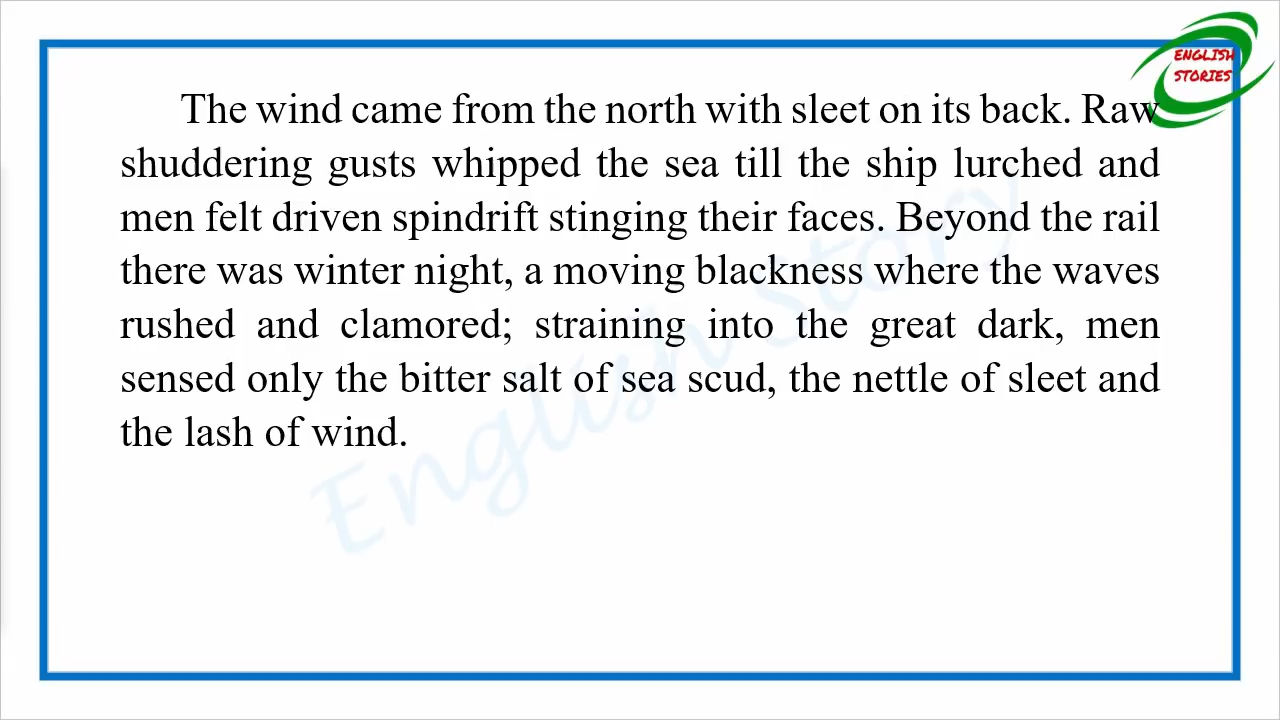 ENGLISH
STORIES
The wind came from the north with sleet on its back. Raw
shuddering gusts whipped the sea till the ship lurched and
men felt driven spindrift stinging their faces. Beyond the rail
there was winter night, a moving blackness where the waves
rushed and clamored; straining into the great dark, men
sensed only the bitter salt of sea scud, the nettle of sleet and
the lash of wind.
English Story